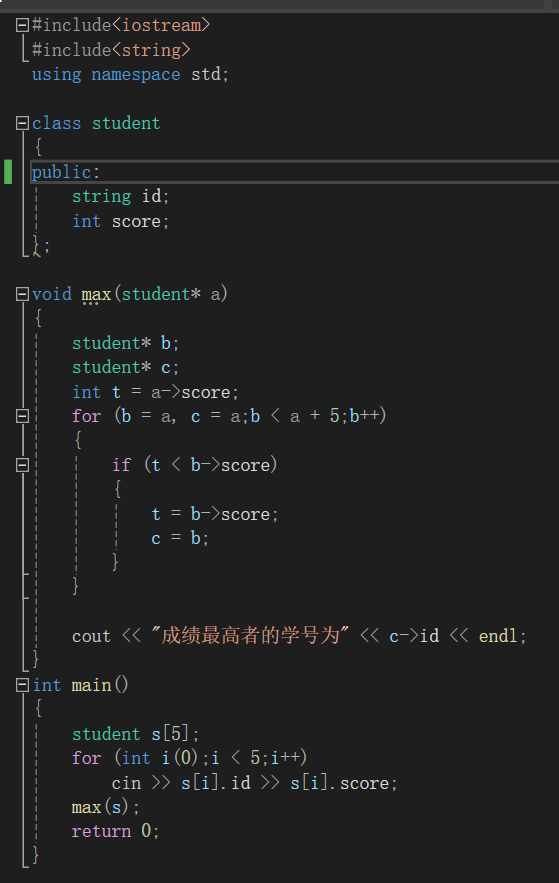 #include<iostream>
#include<string>
using namespace std;
class student
{
public:
string id;
int score;
};
void max(student* a)
{
student* b;
student* c;
int t = a->score;
for (b = a, c = a;b < a + 5;b++)
{
if (t < b->score)
{
t = b->score;
c = b;
}
}
cout << "成绩最高者的学号为" << c->id << endl;
}
int main()
{
student s[5];
for (int i(0);i < 5;i++)
cin >> s[i].id >> s[i].score;
max(s);
return 0;
}